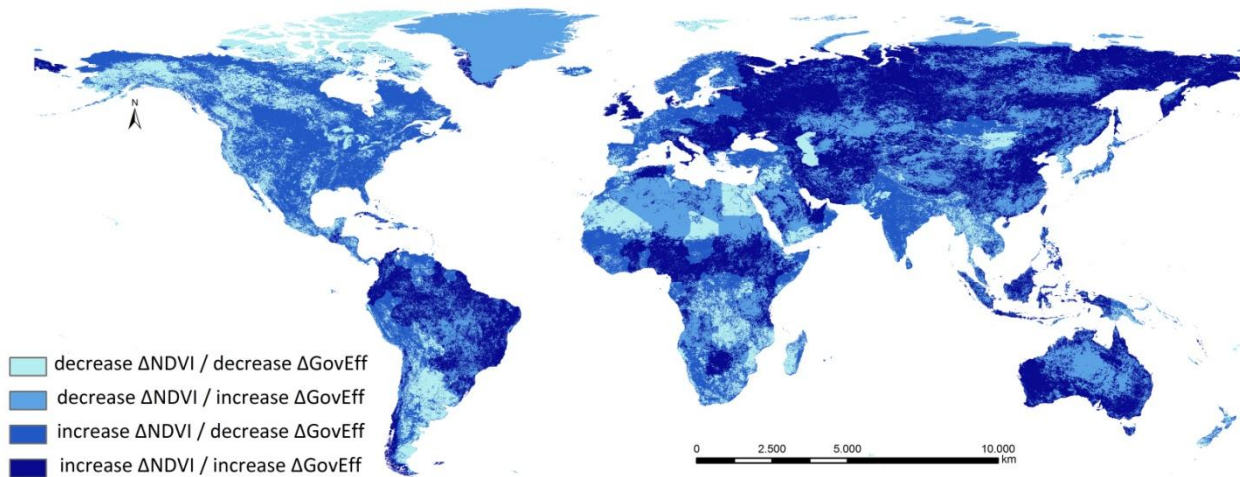 N
decrease ΔNDVI / decrease ΔGovEff
decrease ΔNDVI / increase ΔGovEff
increase ΔNDVI / decrease ΔGovEff
increase ΔNDVI / increase ΔGovEff
0 2.500 5.000 10.000
km